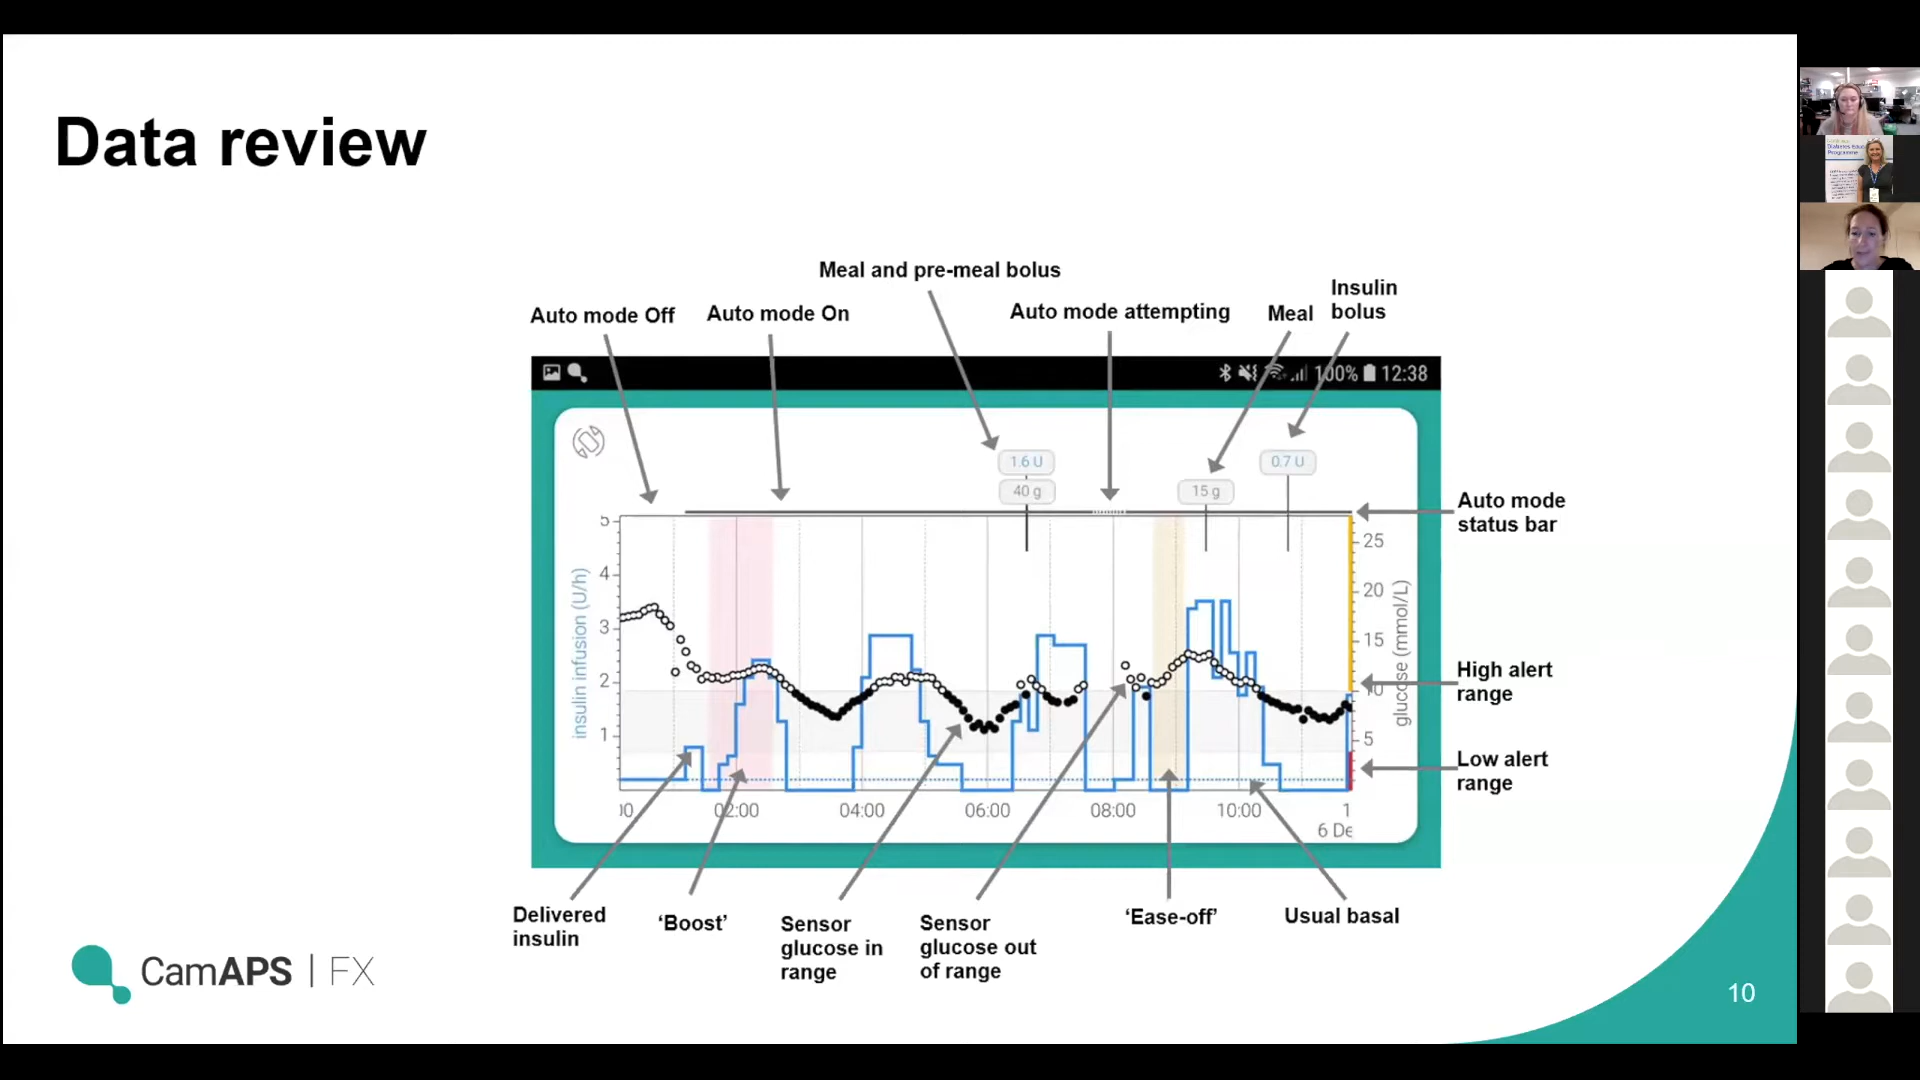 Data review
Meal and pre-meal bolus
Insulin
bolus
Auto mode Off
Auto mode On
Auto mode attempting
Meal
100%
12:38
1.6 U
40 g
15 g
0.7 U
Auto mode
status bar
5
4
3
2
1
insulin infusion (U/h)
25
20
15
10
5
glucose (mmol/L)
High alert
range
Low alert
range
02:00
04:00
06:00
08:00
10:00
1
6 De
Delivered
insulin
‘Boost’
Sensor
glucose in
range
Sensor
glucose out
of range
‘Ease-off’
Usual basal
CamAPS | FX
10
Diabetes Educ
Programme